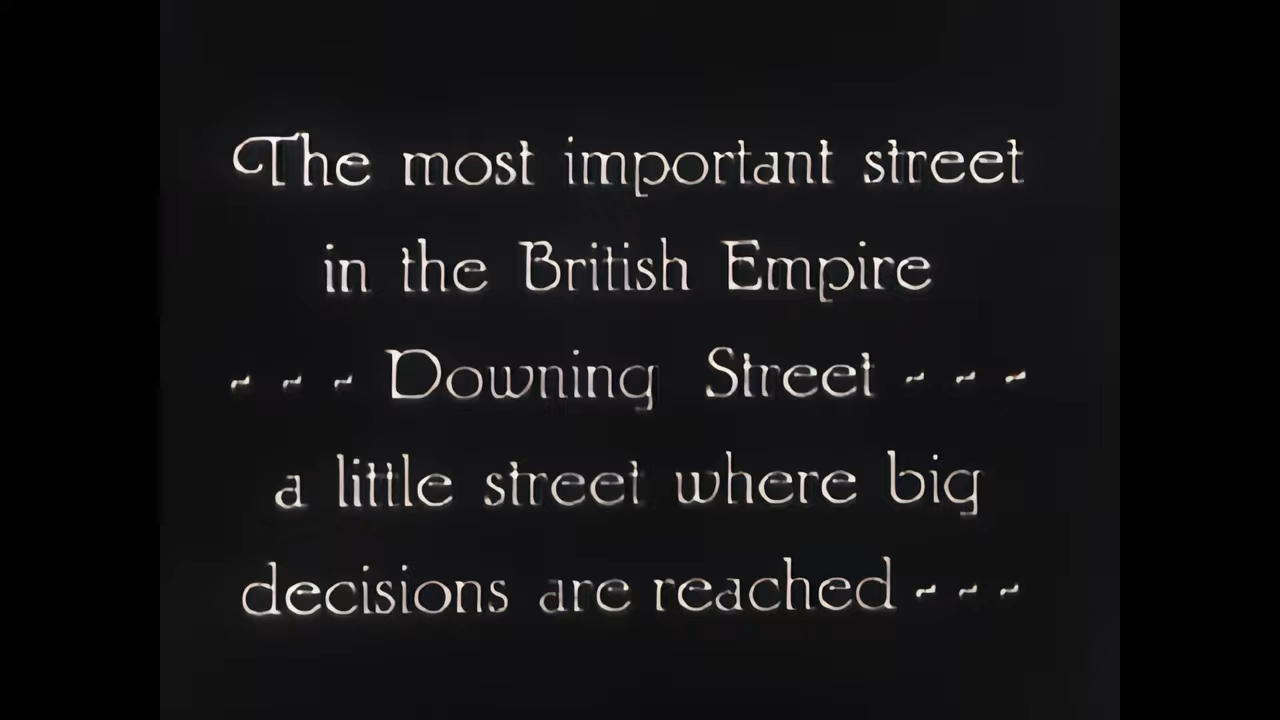 The most important street
in the British Empire
- - - Downing Street - - -
a little street where big
decisions are reached - - -